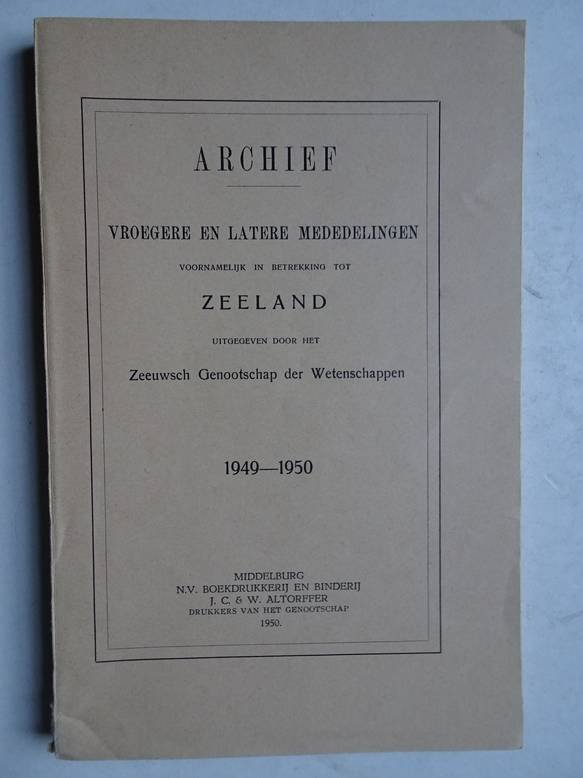 ARCHIEF
VROEGERE EN LATERE MEDEDELINGEN
VOORNAMELIJK IN BETREKKING TOT
ZEELAND
UITGEGEVEN DOOR HET
Zeeuwsch Genootschap der Wetenschappen
1949—1950
MIDDELBURG
N.V. BOEKDRUKKERIJ EN BINDERIJ
J. C. & W. ALTORFFER
DRUKKERS VAN HET GENOOTSCHAP
1950.